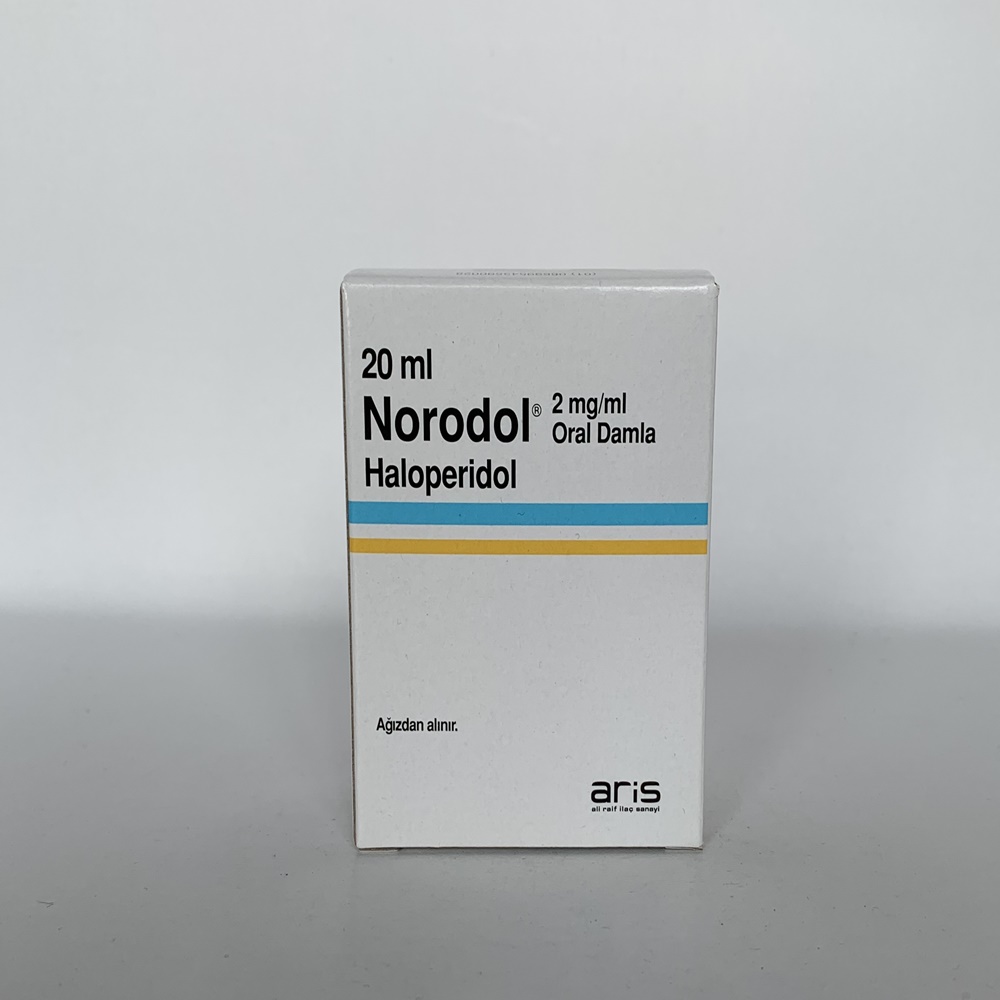 20 ml
Norodol® 2 mg/ml
Oral Damla
Haloperidol
Ağızdan alınır.
aris
ali raif ilaç sanayi